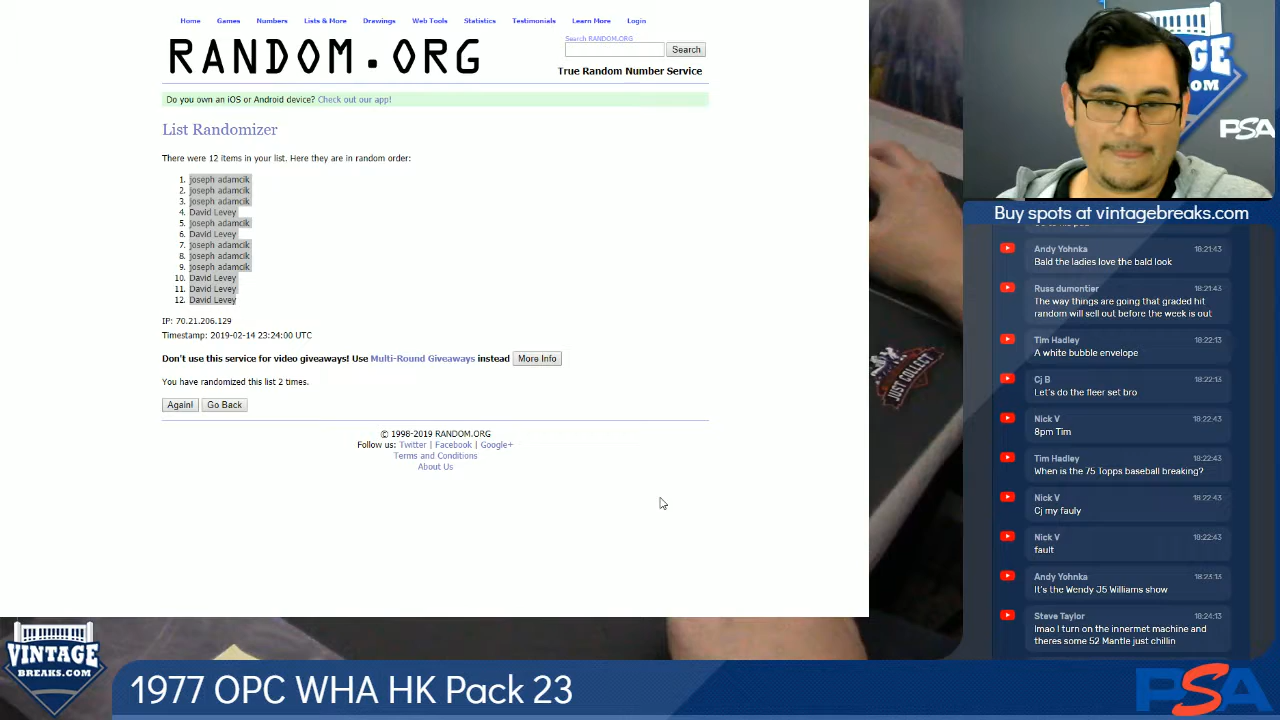 Home Games Numbers Lists & More Drawings Web Tools Statistics Testimonials Learn More Login
RANDOM.ORG
Search RANDOM.ORG
Search
True Random Number Service
Do you own an iOS or Android device? Check out our app!
List Randomizer
There were 12 items in your list. Here they are in random order:
1. joseph adamcik
2. joseph adamcik
3. joseph adamcik
4. David Levey
5. joseph adamcik
6. David Levey
7. joseph adamcik
8. joseph adamcik
9. joseph adamcik
10. David Levey
11. David Levey
12. David Levey
IP: 70.21.206.129
Timestamp: 2019-02-14 23:24:00 UTC
Don't use this service for video giveaways! Use Multi-Round Giveaways instead More Info
You have randomized this list 2 times.
Again! Go Back
© 1998-2019 RANDOM.ORG
Follow us: Twitter | Facebook | Google+
Terms and Conditions
About Us
JUST COLLECT
PSA
Buy spots at vintagebreaks.com
Andy Yohnka 18:21:43
Bald the ladies love the bald look
Russ dumontier 18:21:43
The way things are going that graded hit
random will sell out before the week is out
Tim Hadley 18:22:13
A white bubble envelope
Cj B 18:22:13
Let's do the fleer set bro
Nick V 18:22:43
8pm Tim
Tim Hadley 18:22:43
When is the 75 Topps baseball breaking?
Nick V 18:22:43
Cj my fauly
Nick V 18:22:43
fault
Andy Yohnka 18:23:13
It's the Wendy J5 Williams show
Steve Taylor 18:24:13
lmao I turn on the innermet machine and
theres some 52 Mantle just chillin
VINTAGE
BREAKS.COM
1977 OPC WHA HK Pack 23
PSA